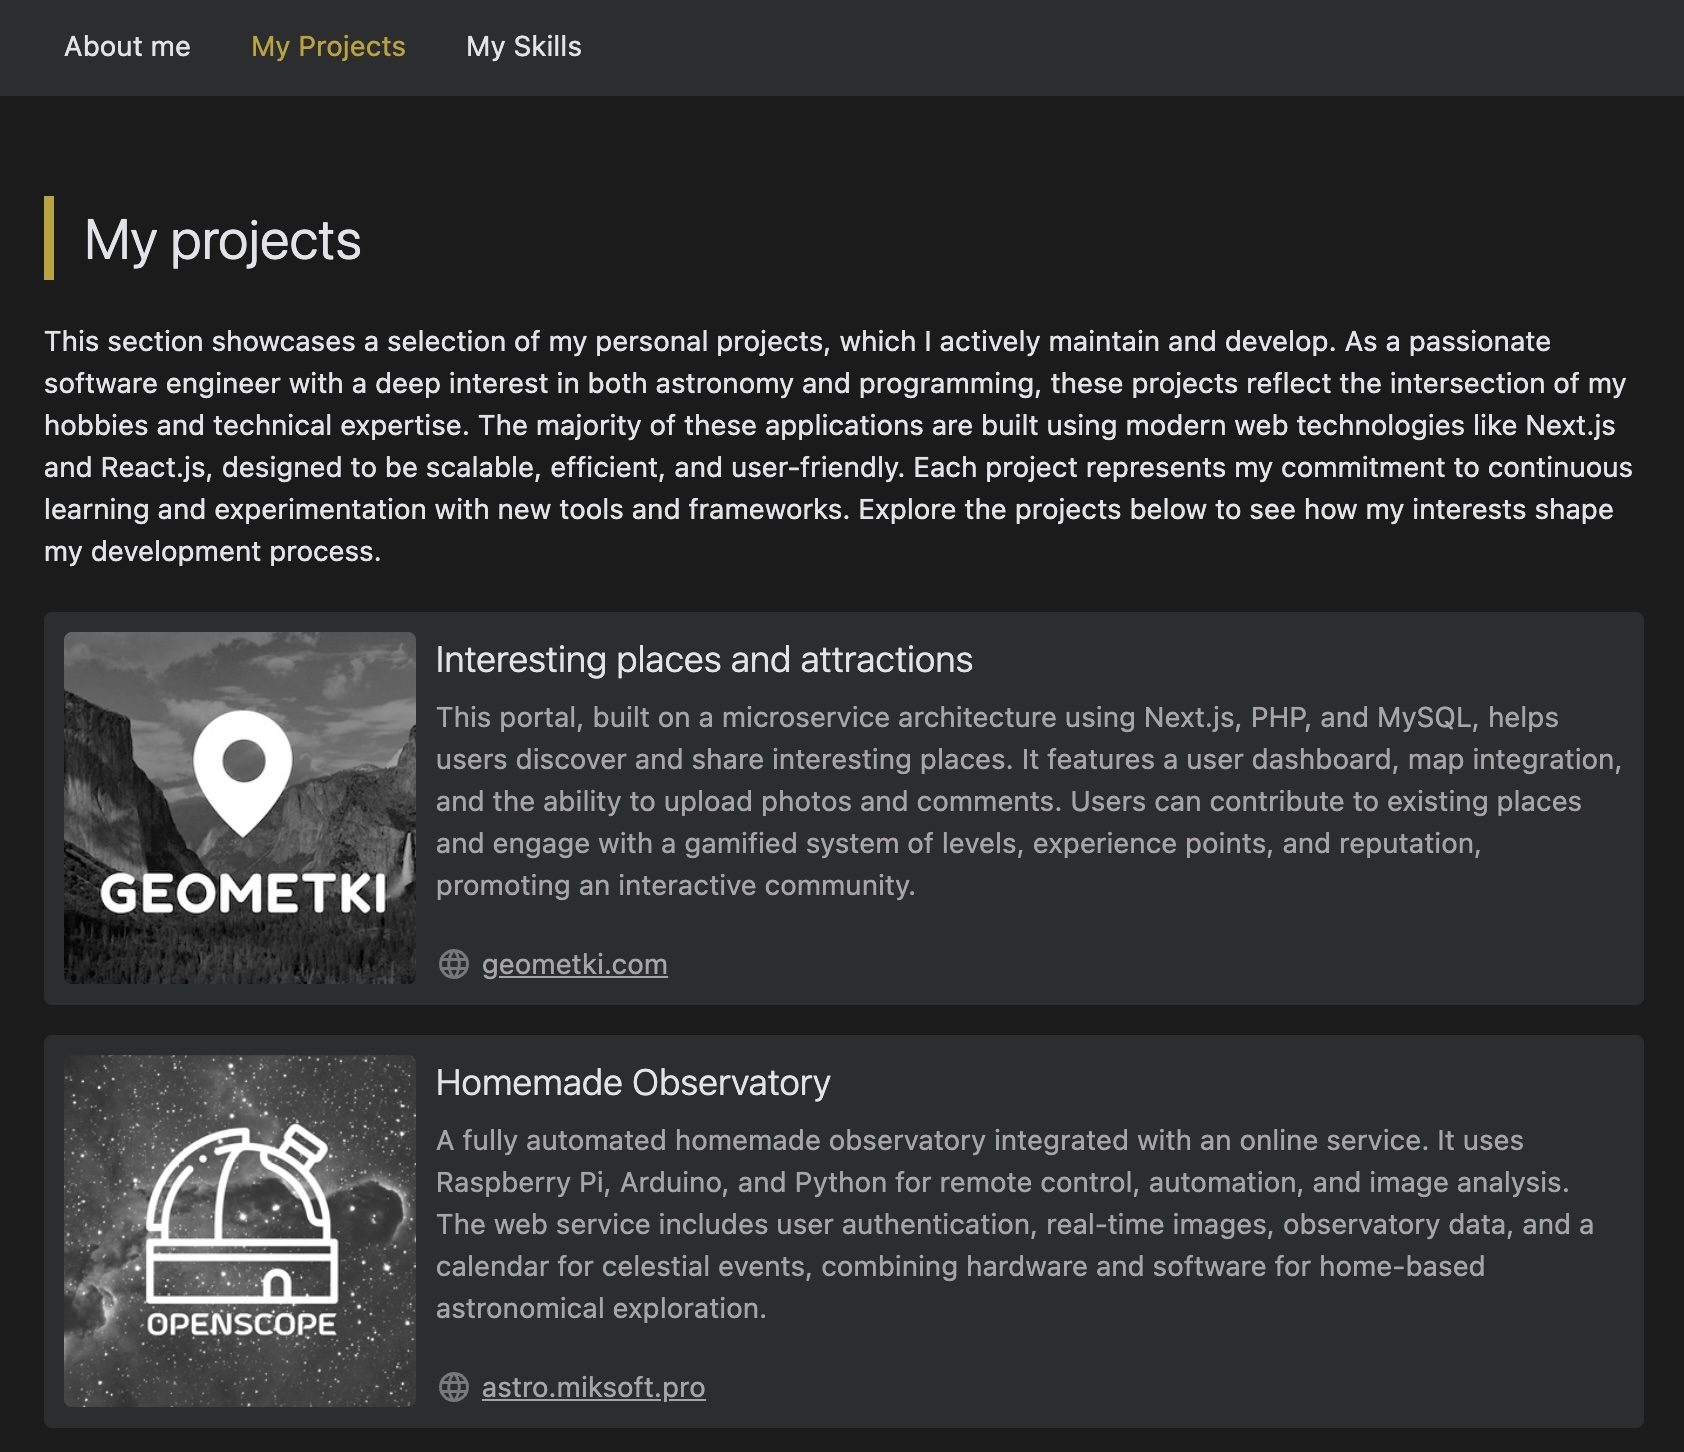 About me
My Projects
My Skills
My projects
This section showcases a selection of my personal projects, which I actively maintain and develop. As a passionate
software engineer with a deep interest in both astronomy and programming, these projects reflect the intersection of my
hobbies and technical expertise. The majority of these applications are built using modern web technologies like Next.js
and React.js, designed to be scalable, efficient, and user-friendly. Each project represents my commitment to continuous
learning and experimentation with new tools and frameworks. Explore the projects below to see how my interests shape
my development process.
GEOMETKI
Interesting places and attractions
This portal, built on a microservice architecture using Next.js, PHP, and MySQL, helps
users discover and share interesting places. It features a user dashboard, map integration,
and the ability to upload photos and comments. Users can contribute to existing places
and engage with a gamified system of levels, experience points, and reputation,
promoting an interactive community.
geometki.com
OPENSCOPE
Homemade Observatory
A fully automated homemade observatory integrated with an online service. It uses
Raspberry Pi, Arduino, and Python for remote control, automation, and image analysis.
The web service includes user authentication, real-time images, observatory data, and a
calendar for celestial events, combining hardware and software for home-based
astronomical exploration.
astro.miksoft.pro